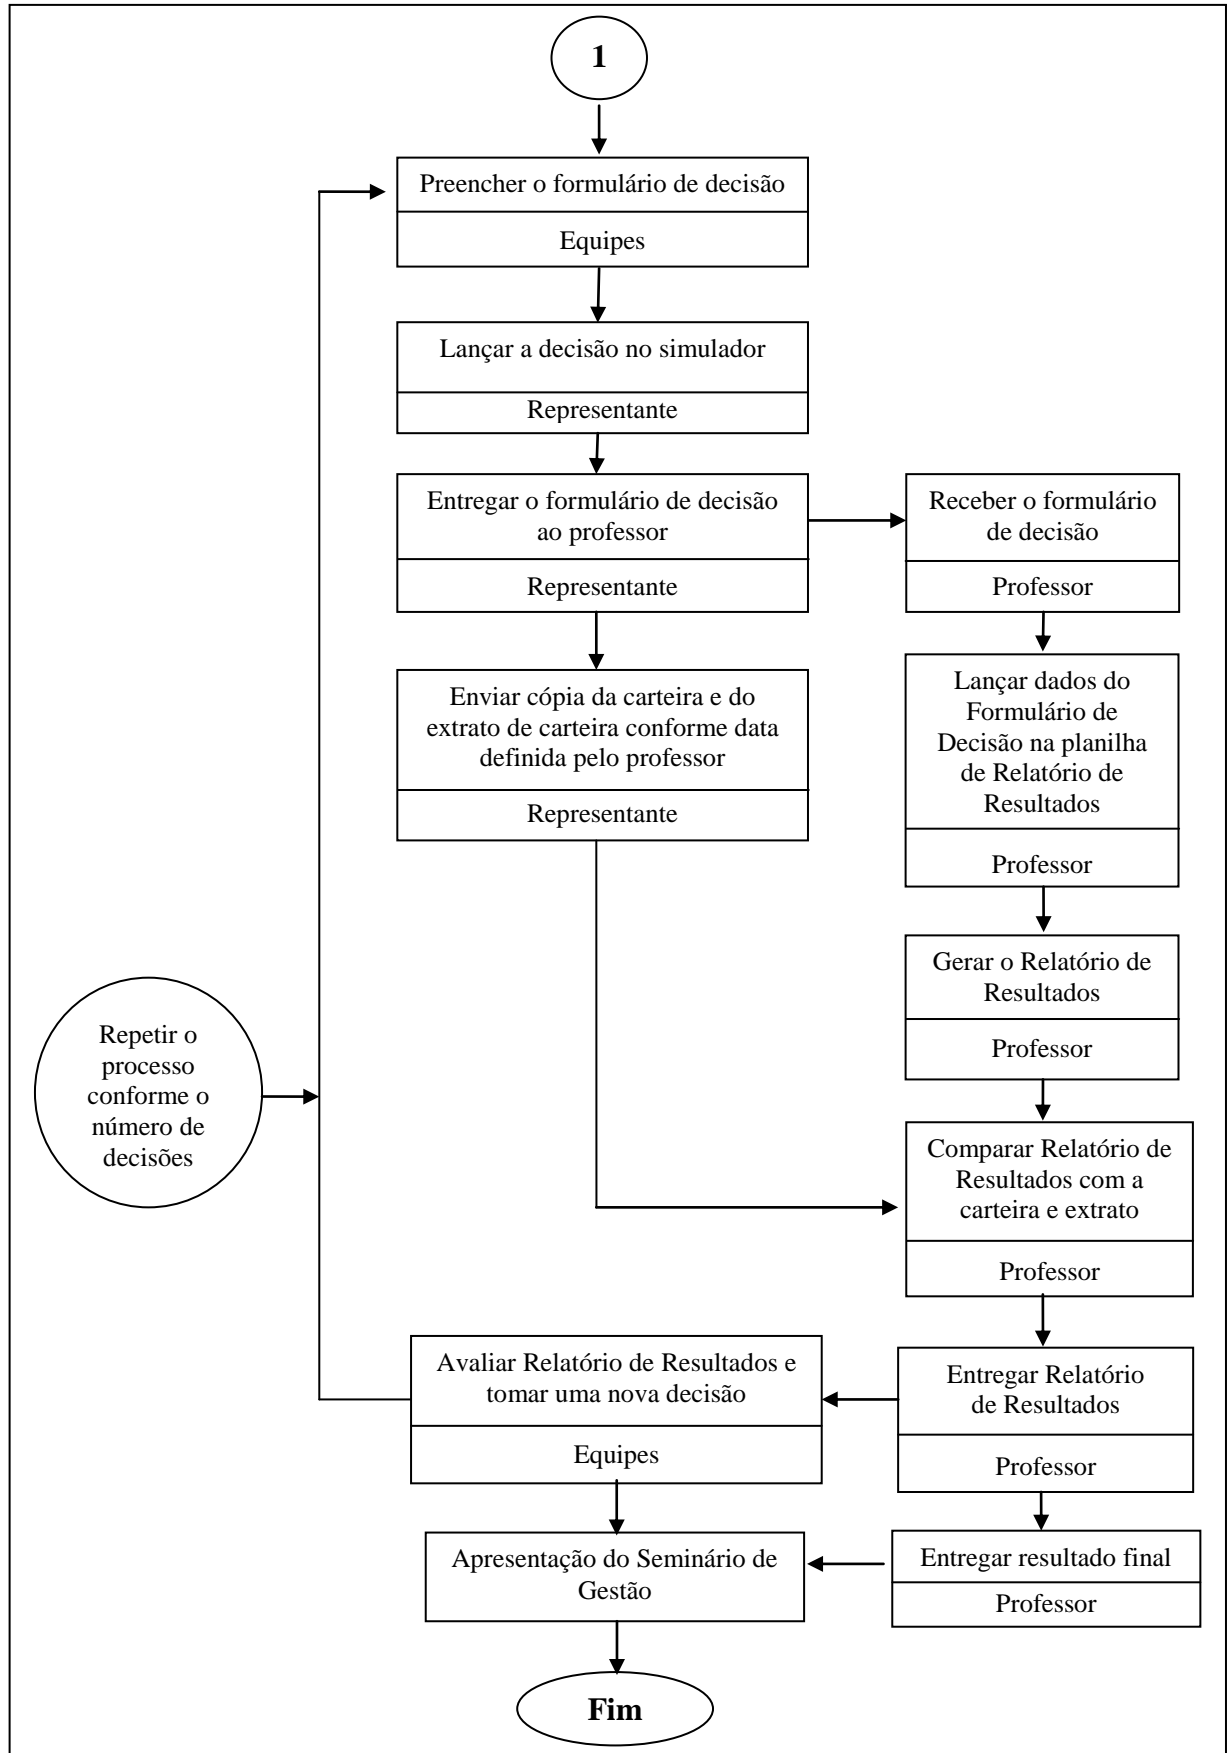 1
Preencher o formulário de decisão
Equipes
Lançar a decisão no simulador
Representante
Entregar o formulário de decisão
ao professor
Representante
Receber o formulário
de decisão
Professor
Enviar cópia da carteira e do
extrato de carteira conforme data
definida pelo professor
Representante
Lançar dados do
Formulário de
Decisão na planilha
de Relatório de
Resultados
Professor
Gerar o Relatório de
Resultados
Professor
Repetir o
processo
conforme o
número de
decisões
Comparar Relatório de
Resultados com a
carteira e extrato
Professor
Avaliar Relatório de Resultados e
tomar uma nova decisão
Equipes
Entregar Relatório
de Resultados
Professor
Apresentação do Seminário de
Gestão
Entregar resultado final
Professor
Fim